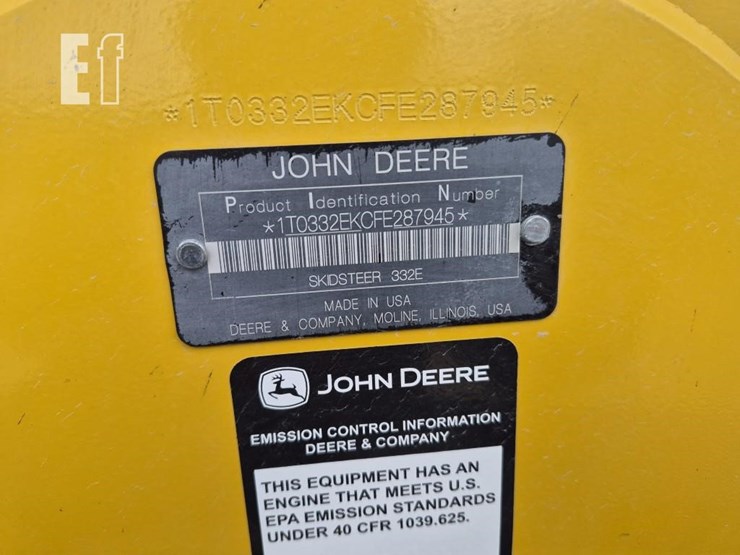 Ef
*1T0332EKCFE287945*
JOHN DEERE
Product Identification Number
*1T0332EKCFE287945*
SKIDSTEER 332E
MADE IN USA
DEERE & COMPANY, MOLINE, ILLINOIS, USA
JOHN DEERE
EMISSION CONTROL INFORMATION
DEERE & COMPANY
THIS EQUIPMENT HAS AN
ENGINE THAT MEETS U.S.
EPA EMISSION STANDARDS
UNDER 40 CFR 1039.625.